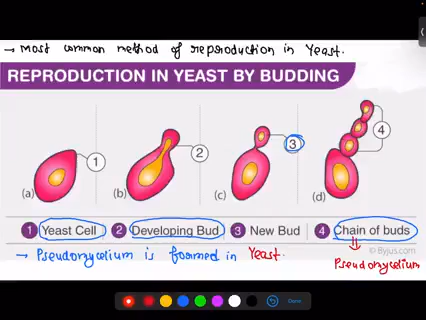 → Most common method of reproduction in Yeast.
REPRODUCTION IN YEAST BY BUDDING
1 2 3 4
(a) (b) (c) (d)
1 Yeast Cell 2 Developing Bud 3 New Bud 4 Chain of buds
© Byjus.com
→ Pseudomycelium is formed in Yeast.
Pseudomycelium
Done